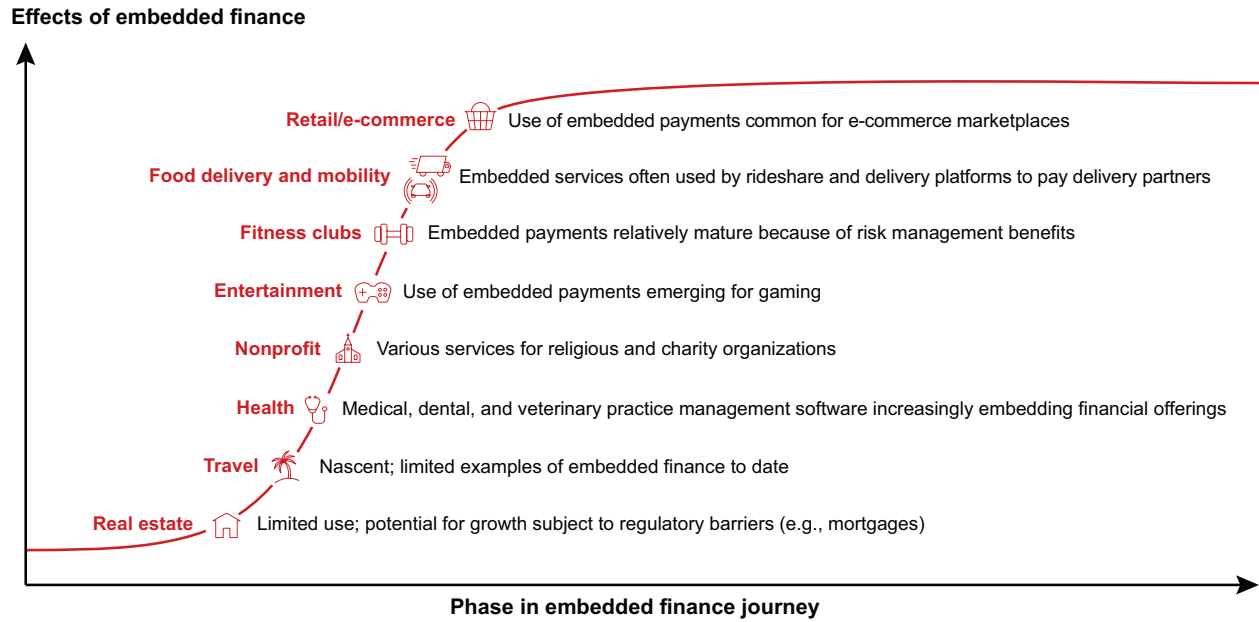 Effects of embedded finance
Retail/e-commerce Use of embedded payments common for e-commerce marketplaces
Food delivery and mobility Embedded services often used by rideshare and delivery platforms to pay delivery partners
Fitness clubs Embedded payments relatively mature because of risk management benefits
Entertainment Use of embedded payments emerging for gaming
Nonprofit Various services for religious and charity organizations
Health Medical, dental, and veterinary practice management software increasingly embedding financial offerings
Travel Nascent; limited examples of embedded finance to date
Real estate Limited use; potential for growth subject to regulatory barriers (e.g., mortgages)
Phase in embedded finance journey